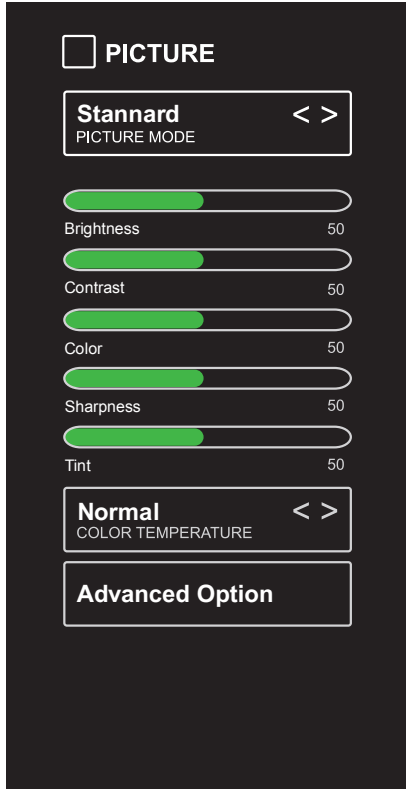 PICTURE
Stannard < >
PICTURE MODE
Brightness 50
Contrast 50
Color 50
Sharpness 50
Tint 50
Normal < >
COLOR TEMPERATURE
Advanced Option